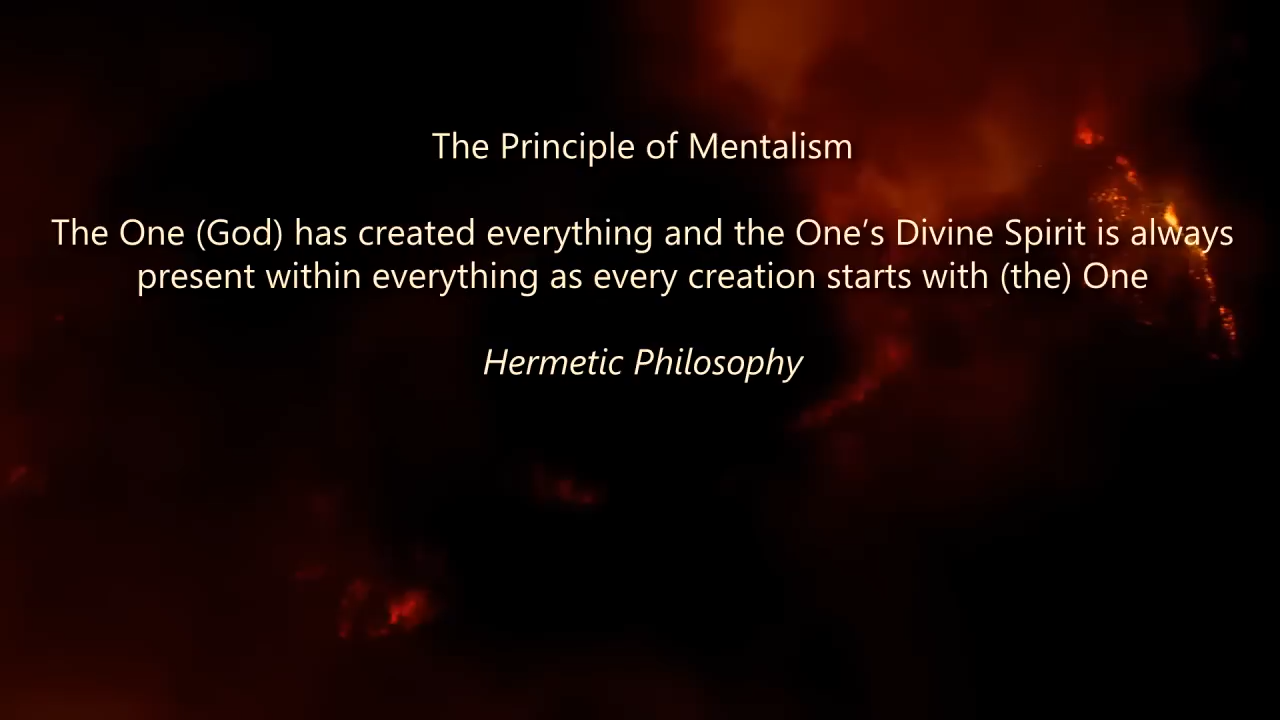 The Principle of Mentalism
The One (God) has created everything and the One’s Divine Spirit is always
present within everything as every creation starts with (the) One
Hermetic Philosophy